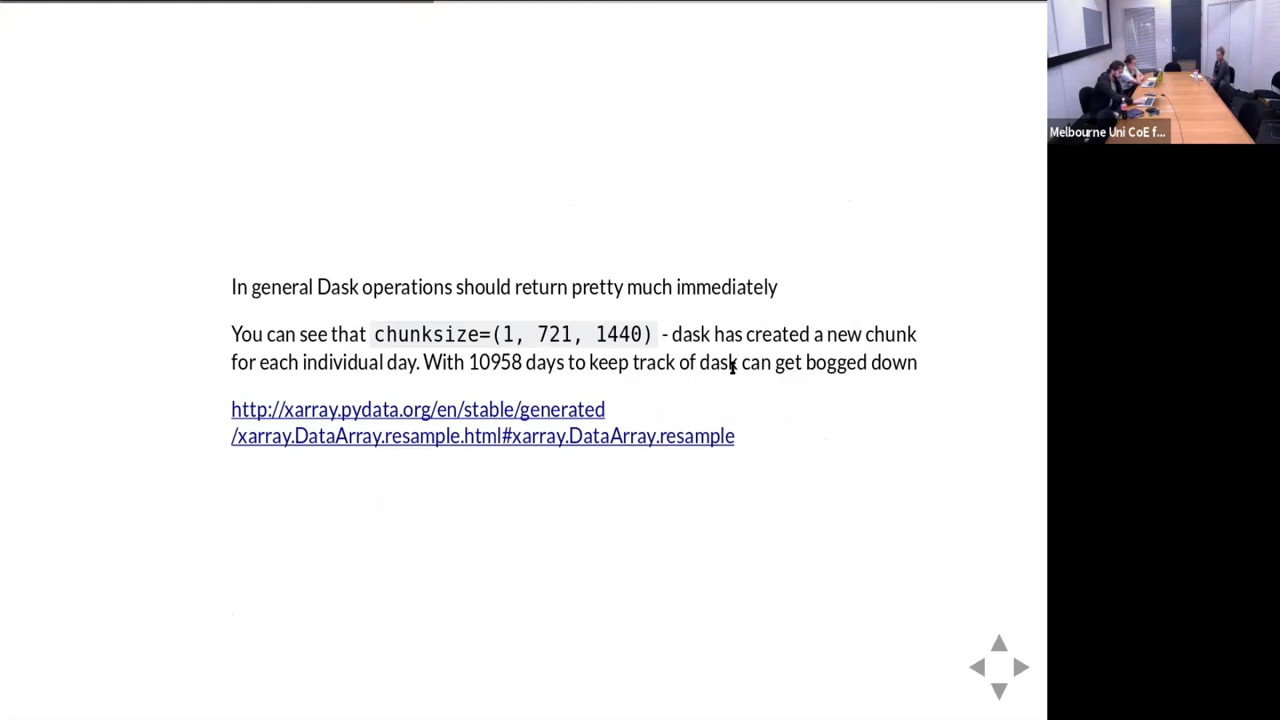 In general Dask operations should return pretty much immediately
You can see that chunksize=(1, 721, 1440) - dask has created a new chunk
for each individual day. With 10958 days to keep track of dask can get bogged down
http://xarray.pydata.org/en/stable/generated
/xarray.DataArray.resample.html#xarray.DataArray.resample
Melbourne Uni CoE f...